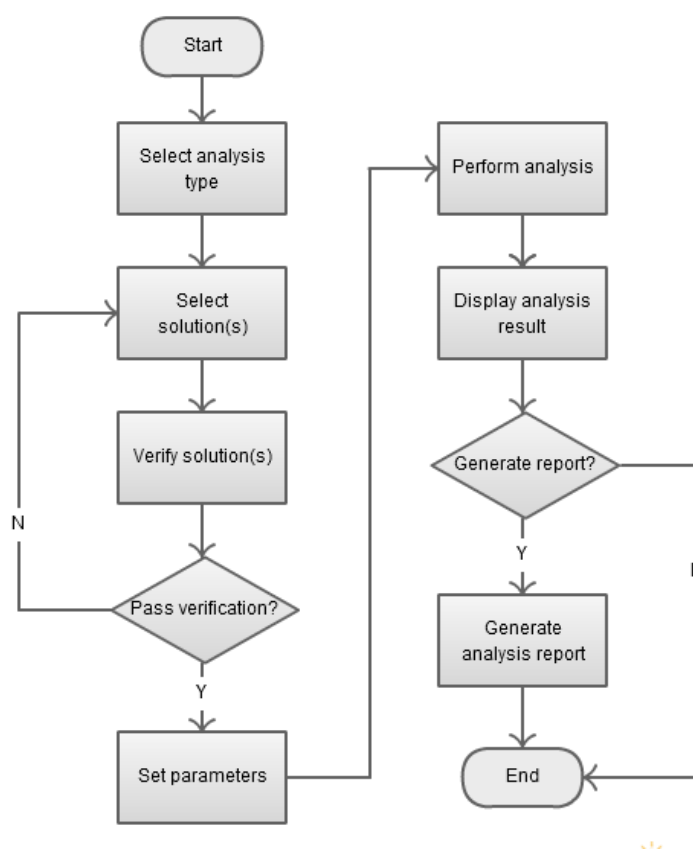 Start
Select analysis
type
Select
solution(s)
Verify solution(s)
N
Pass verification?
Y
Set parameters
Perform analysis
Display analysis
result
Generate report?
Y
Generate
analysis report
End